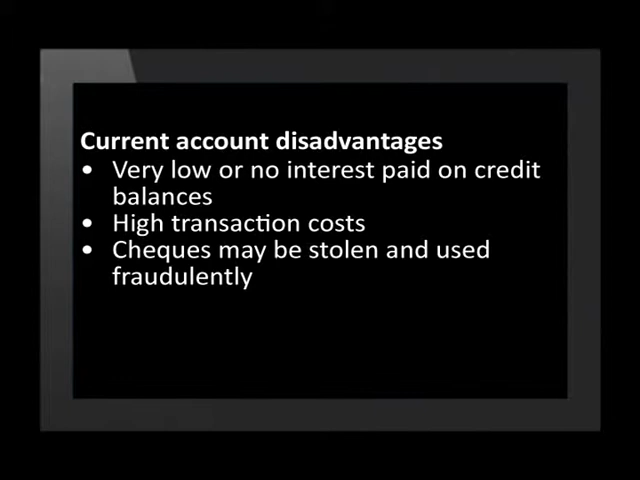 Current account disadvantages
• Very low or no interest paid on credit
balances
• High transaction costs
• Cheques may be stolen and used
fraudulently